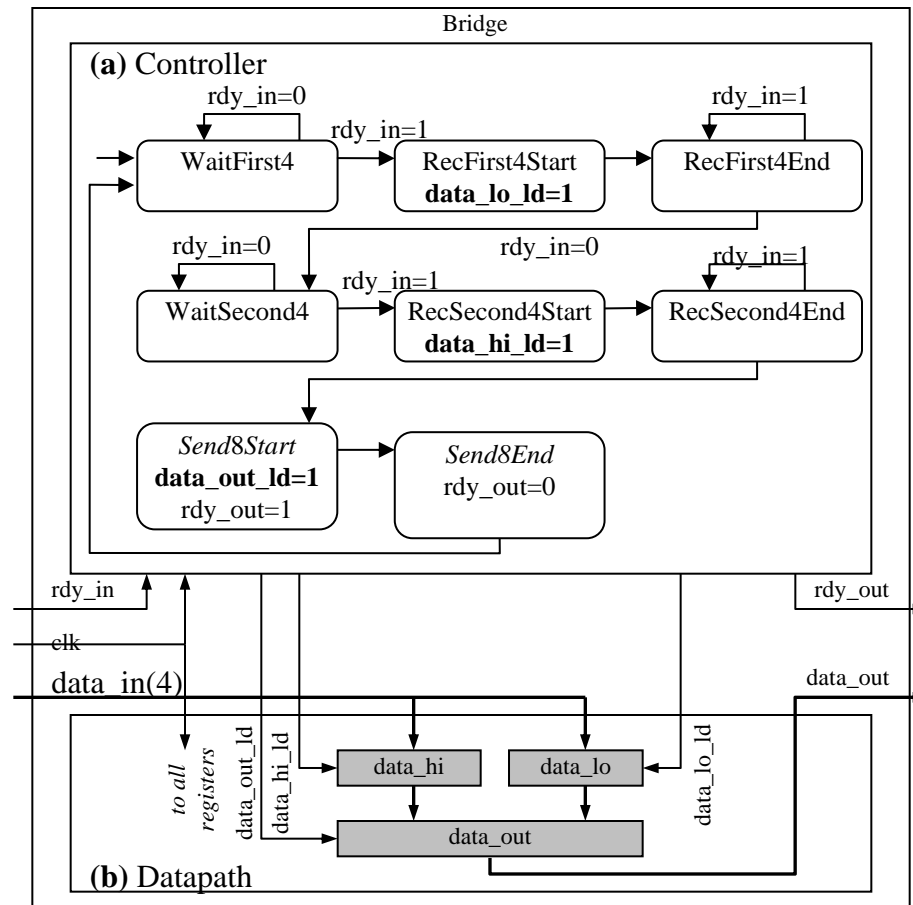 Bridge
(a) Controller
rdy_in=0
rdy_in=1
rdy_in=1
WaitFirst4
RecFirst4Start
data_lo_ld=1
RecFirst4End
rdy_in=0
rdy_in=0
rdy_in=1
rdy_in=1
WaitSecond4
RecSecond4Start
data_hi_ld=1
RecSecond4End
Send8Start
data_out_ld=1
rdy_out=1
Send8End
rdy_out=0
rdy_in
rdy_out
clk
data_in(4)
data_out
to all
registers
data_out_ld
data_hi_ld
data_hi
data_lo
data_lo_ld
data_out
(b) Datapath